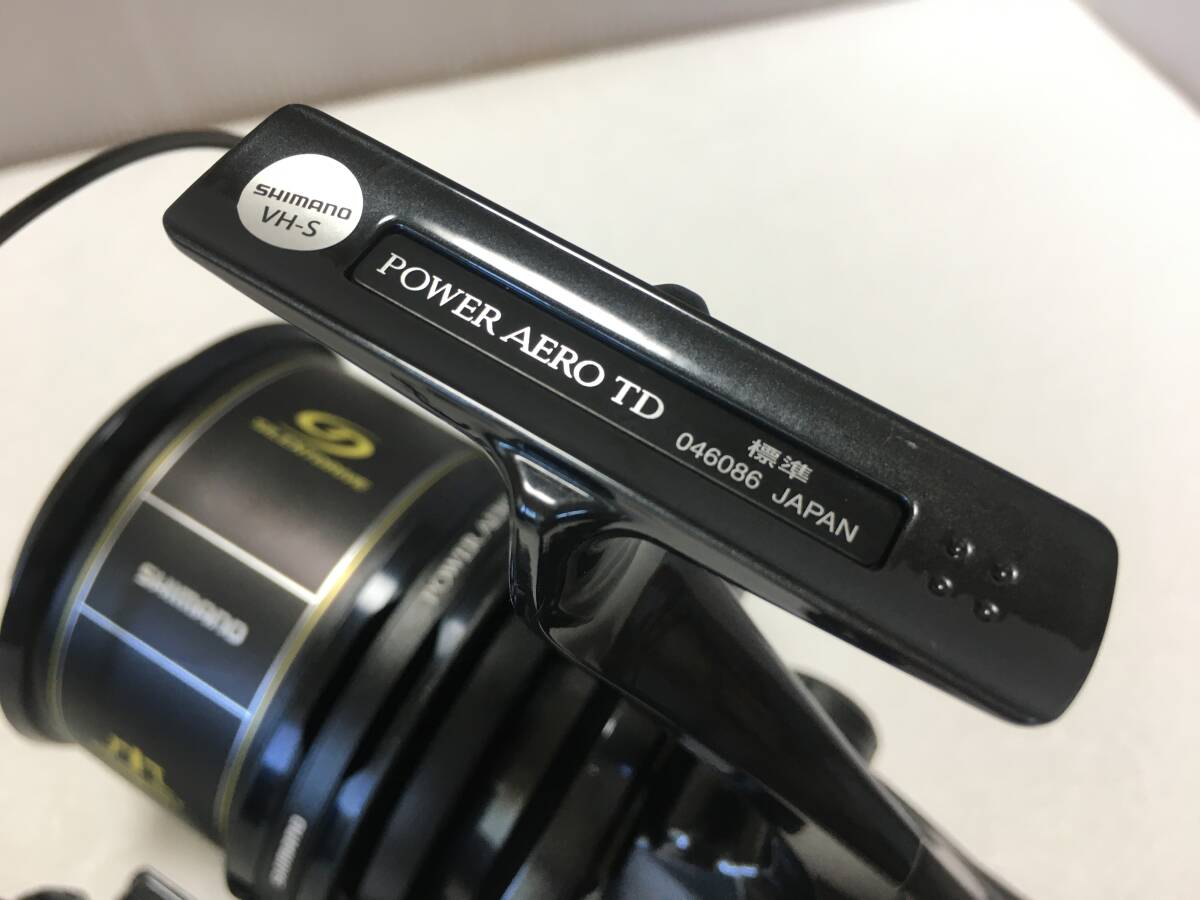 SHIMANO
VH-S
POWER AERO TD
標準
046086 JAPAN
SHIMANO